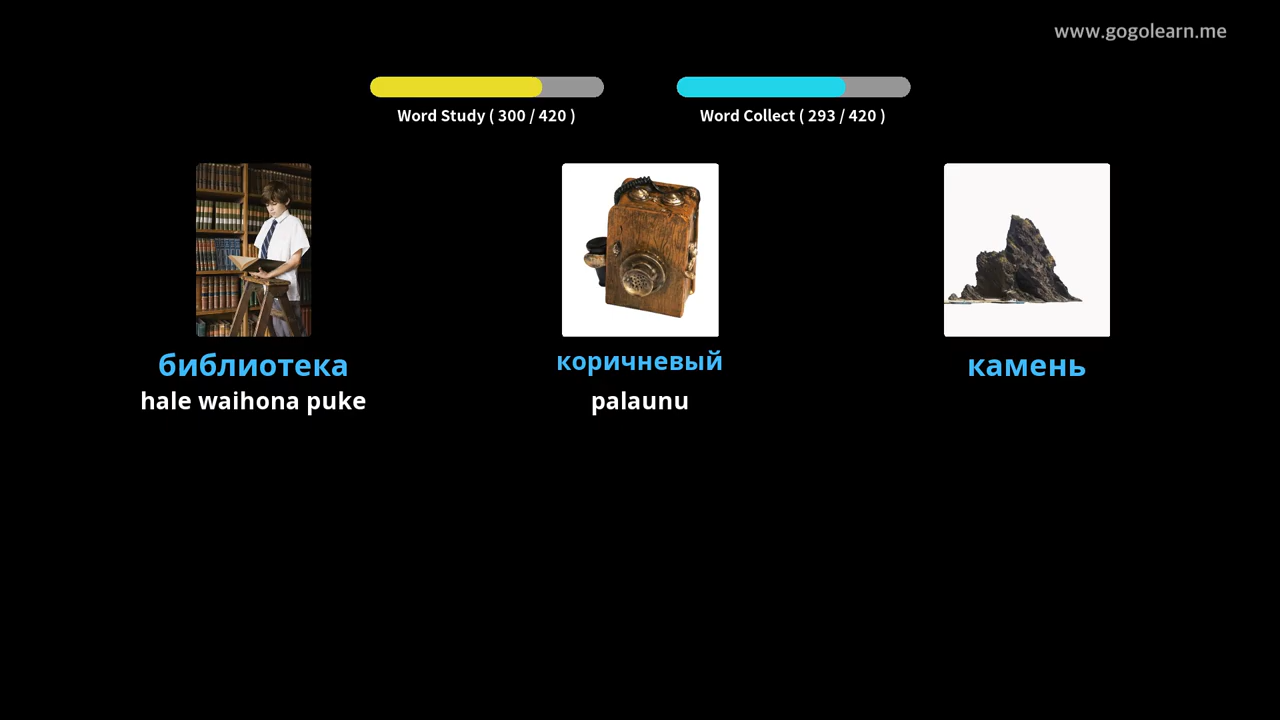 www.gogolearn.me
Word Study ( 300 / 420 )
Word Collect ( 293 / 420 )
библиотека
hale waihona puke
коричневый
palaunu
камень